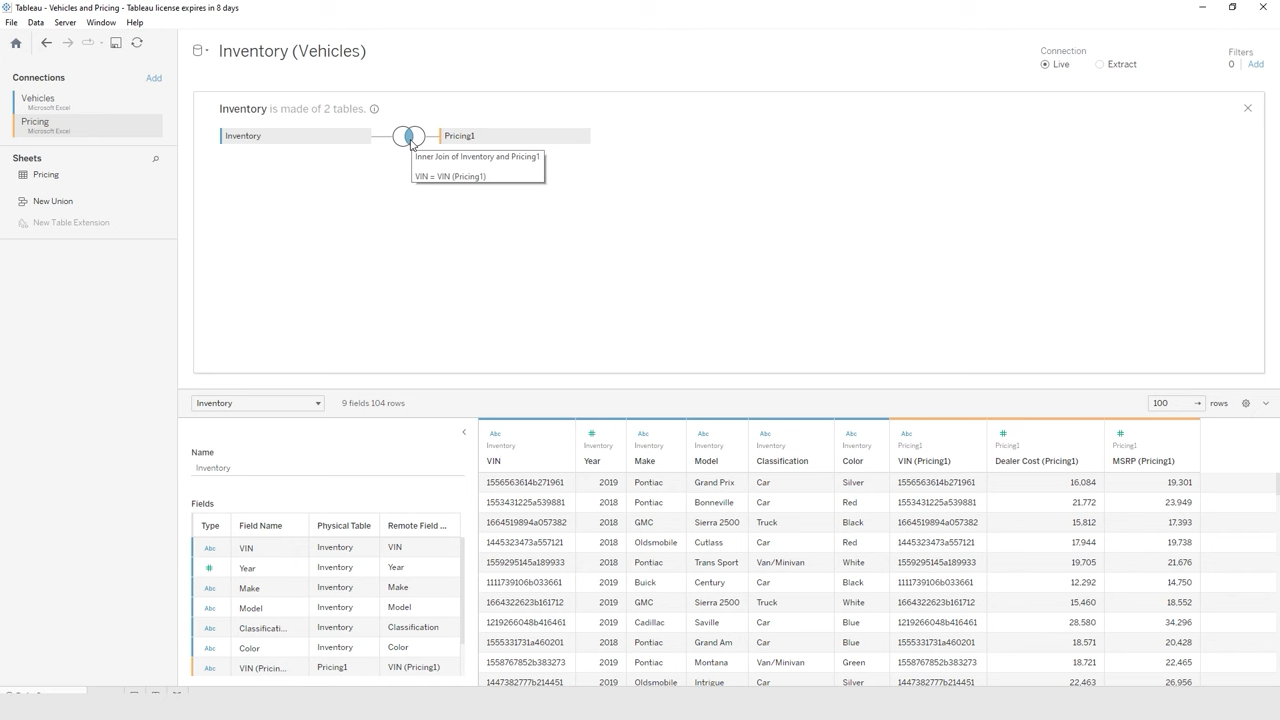 Tableau - Vehicles and Pricing - Tableau license expires in 8 days
File Data Server Window Help
Connections Add
Vehicles
Microsoft Excel
Pricing
Microsoft Excel
Sheets
Pricing
New Union
New Table Extension
Inventory (Vehicles)
Connection
Live Extract
Filters
0 Add
Inventory is made of 2 tables.
Inventory Pricing1
Inner Join of Inventory and Pricing1
VIN = VIN (Pricing1)
Inventory 9 fields 104 rows 100 rows
Name
Inventory
Fields
Type Field Name Physical Table Remote Field ...
Abc VIN Inventory VIN
# Year Inventory Year
Abc Make Inventory Make
Abc Model Inventory Model
Abc Classificati... Inventory Classification
Abc Color Inventory Color
Abc VIN (Pricin... Pricing1 VIN (Pricing1)
Abc # Abc Abc Abc Abc Abc # #
Inventory Inventory Inventory Inventory Inventory Inventory Pricing1 Pricing1 Pricing1
VIN Year Make Model Classification Color VIN (Pricing1) Dealer Cost (Pricing1) MSRP (Pricing1)
1556563614b271961 2019 Pontiac Grand Prix Car Silver 1556563614b271961 16,084 19,301
1553431225a539881 2018 Pontiac Bonneville Car Red 1553431225a539881 21,772 23,949
1664519894a057382 2018 GMC Sierra 2500 Truck Black 1664519894a057382 15,812 17,393
1445323473a557121 2018 Oldsmobile Cutlass Car Red 1445323473a557121 17,944 19,738
1559295145a189933 2018 Pontiac Trans Sport Van/Minivan White 1559295145a189933 19,705 21,676
1111739106b033661 2019 Buick Century Car Black 1111739106b033661 12,292 14,750
1664322623b161712 2019 GMC Sierra 2500 Truck White 1664322623b161712 15,460 18,552
1219266048b416461 2019 Cadillac Saville Car Blue 1219266048b416461 28,580 34,296
1555331731a460201 2018 Pontiac Grand Am Car Blue 1555331731a460201 18,571 20,428
1558767852b383273 2019 Pontiac Montana Van/Minivan Green 1558767852b383273 18,721 22,465
1447382777b214451 2019 Oldsmobile Intrigue Car Silver 1447382777b214451 22,463 26,956